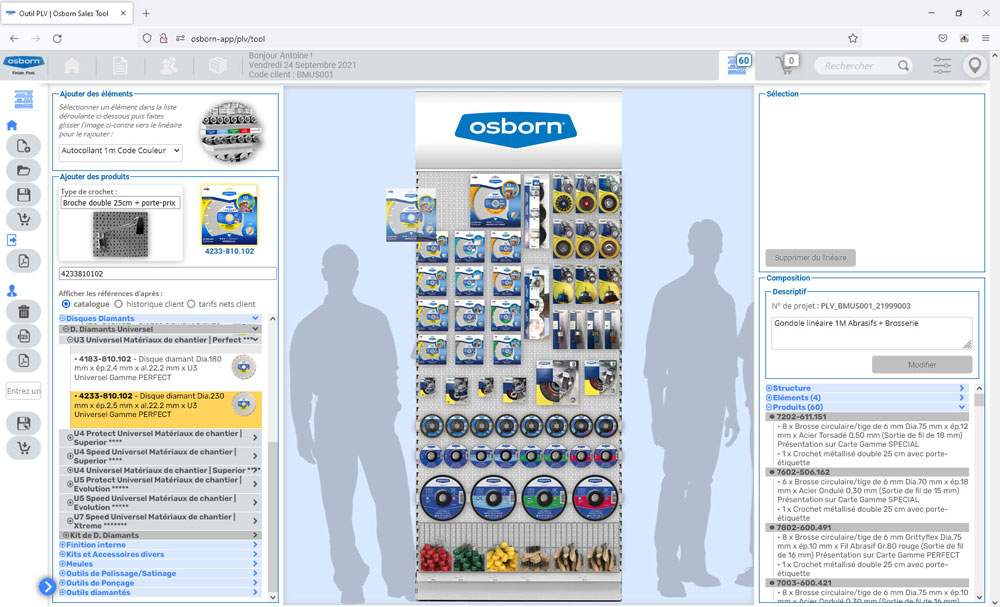 Outil PLV | Osborn Sales Tool
osborn-app/plv/tool
osborn
Finish. First.
Bonjour Antoine !
Vendredi 24 Septembre 2021
Code client : BMUS001
60
0
Rechercher
Ajouter des éléments
Sélectionner un élément dans la liste
déroulante ci-dessous puis faites
glisser l'image ci-contre vers le linéaire
pour le rajouter :
Autocollant 1m Code Couleur
Ajouter des produits
Type de crochet :
Broche double 25cm + porte-prix
4233-810.102
4233810102
Afficher les références d'après :
catalogue
historique client
tarifs nets client
Disques Diamants
D. Diamants Universel
U3 Universel Matériaux de chantier | Perfect ***
• 4183-810.102 - Disque diamant Dia.180
mm x ép.2,4 mm x al.22,2 mm x U3
Universel Gamme PERFECT
• 4233-810.102 - Disque diamant Dia.230
mm x ép.2,5 mm x al.22,2 mm x U3
Universel Gamme PERFECT
U4 Protect Universel Matériaux de chantier |
Superior ****
U4 Speed Universel Matériaux de chantier |
Superior ****
U4 Universel Matériaux de chantier | Superior ****
U5 Protect Universel Matériaux de chantier |
Evolution *****
U5 Speed Universel Matériaux de chantier |
Evolution *****
U7 Speed Universel Matériaux de chantier |
Xtreme *******
Kit de D. Diamants
Finition interne
Kits et Accessoires divers
Meules
Outils de Polissage/Satinage
Outils de Ponçage
Outils diamantés
Entrez un
osborn
Sélection
Supprimer du linéaire
Composition
Descriptif
N° de projet : PLV_BMUS001_21999003
Gondole linéaire 1M Abrasifs + Brosserie
Modifier
Structure
Eléments (4)
Produits (60)
7202-611.151
• 8 x Brosse circulaire/tige de 6 mm Dia.75 mm x ép.12
mm x Acier Torsadé 0.50 mm (Sortie de fil de 18 mm)
Présentation sur Carte Gamme SPECIAL
• 1 x Crochet métallisé double 25 cm avec porte-
étiquette
7602-506.162
• 6 x Brosse circulaire/tige de 6 mm Dia.70 mm x ép.18
mm x Acier Ondulé 0,30 mm (Sortie de fil de 15 mm)
Présentation sur Carte Gamme SPECIAL
• 1 x Crochet métallisé double 25 cm avec porte-
étiquette
7802-600.491
• 8 x Brosse circulaire/tige de 6 mm Grittyflex Dia.75
mm x ép.10 mm x Fil Abrasif Gr.80 rouge (Sortie de fil
de 16 mm) Présentation sur Carte Gamme PERFECT
• 1 x Crochet métallisé double 25 cm avec porte-
étiquette
7003-600.421
• 8 x Brosse circulaire/tige de 6 mm Dia.75 mm x ép.10